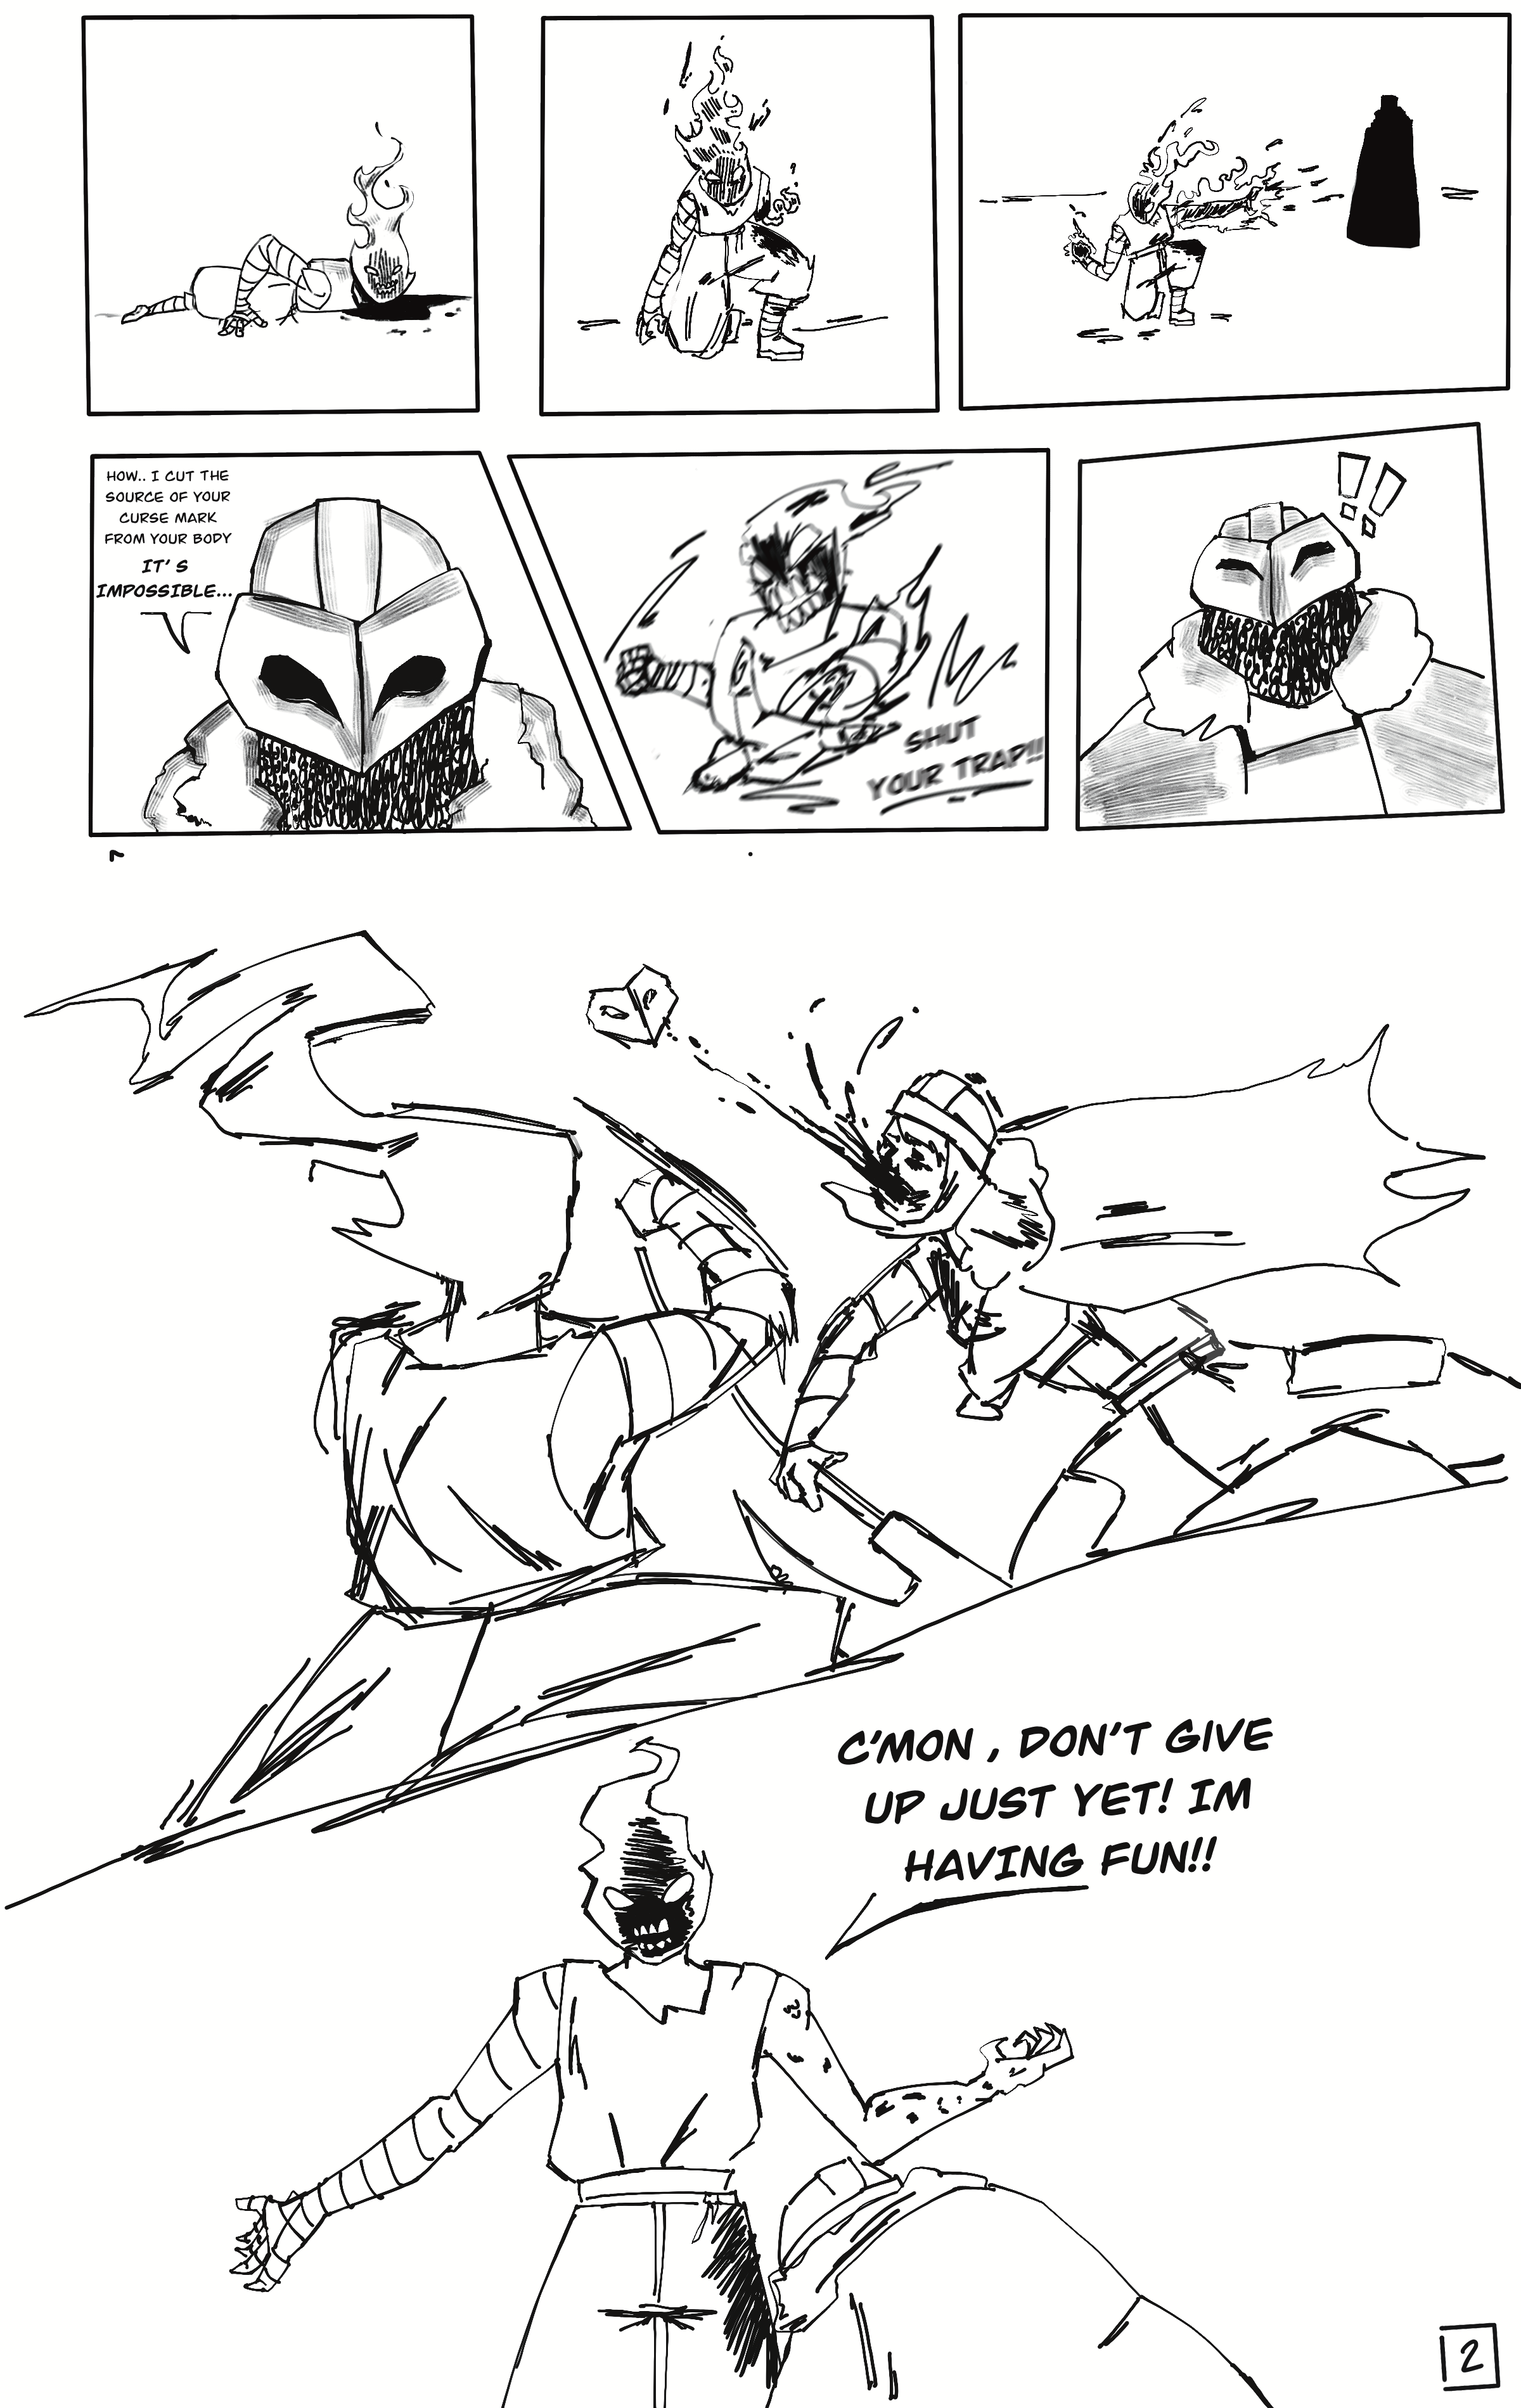 HOW.. I CUT THE
SOURCE OF YOUR
CURSE MARK
FROM YOUR BODY
IT'S
IMPOSSIBLE...
SHUT
YOUR TRAP!!
!!
C'MON, DON'T GIVE
UP JUST YET! IM
HAVING FUN!!
2